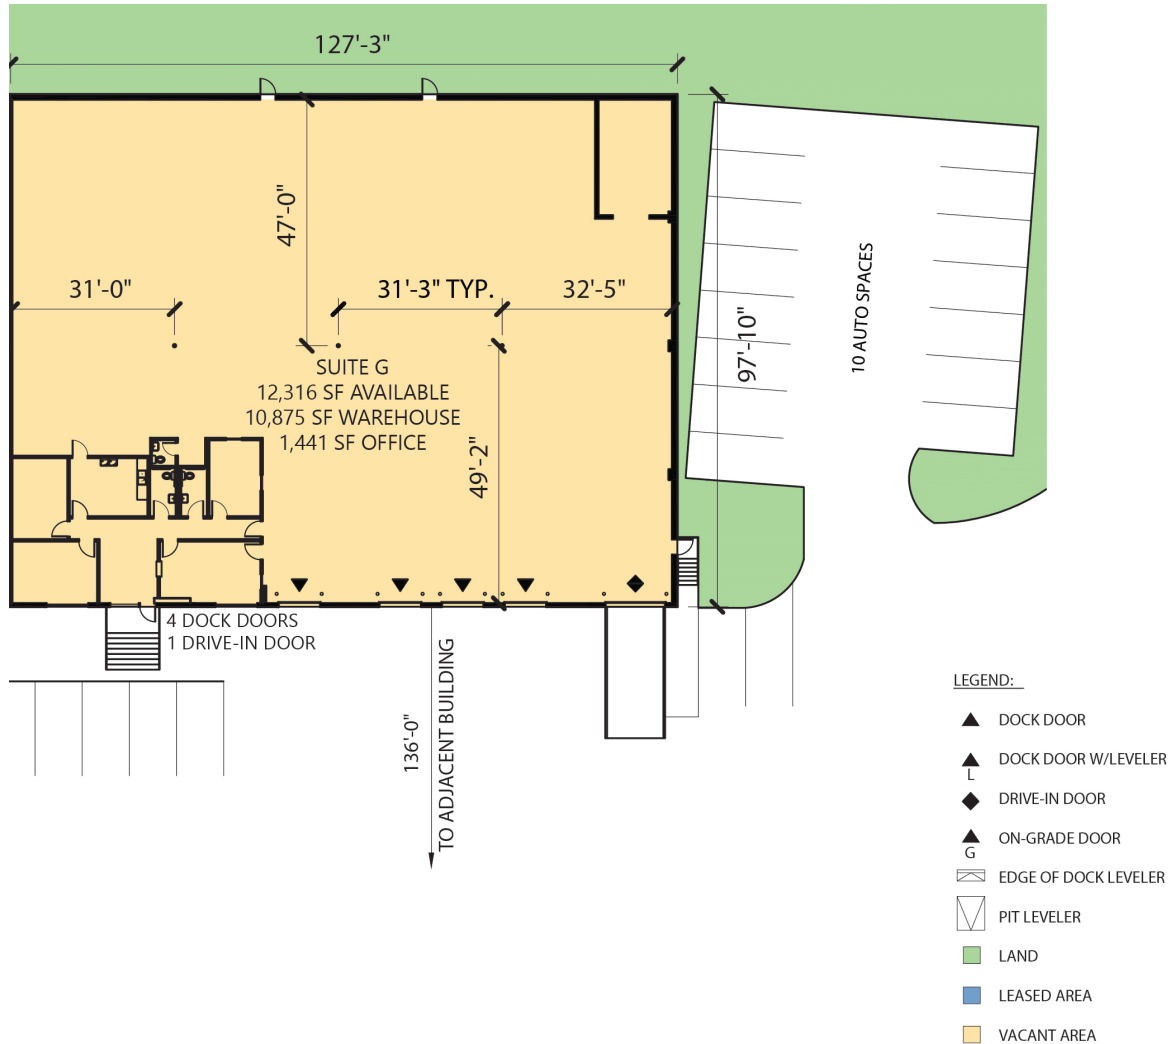 127'-3"
47'-0"
31'-0"
31'-3" TYP.
32'-5"
97'-10"
10 AUTO SPACES
SUITE G
12,316 SF AVAILABLE
10,875 SF WAREHOUSE
1,441 SF OFFICE
49'-2"
4 DOCK DOORS
1 DRIVE-IN DOOR
136'-0"
TO ADJACENT BUILDING
LEGEND:
DOCK DOOR
DOCK DOOR W/LEVELER
L
DRIVE-IN DOOR
ON-GRADE DOOR
G
EDGE OF DOCK LEVELER
PIT LEVELER
LAND
LEASED AREA
VACANT AREA